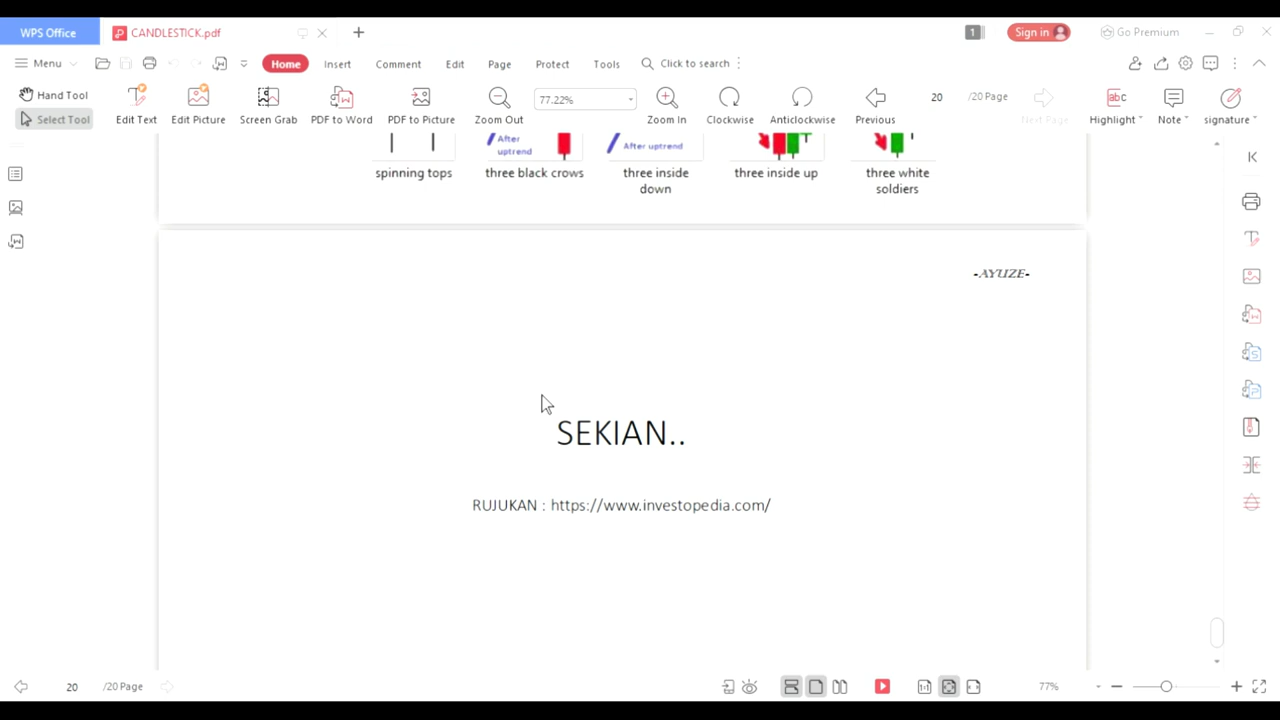 WPS Office
CANDLESTICK.pdf
1
Sign in
Go Premium
Menu
Home
Insert
Comment
Edit
Page
Protect
Tools
Click to search
Hand Tool
Select Tool
Edit Text
Edit Picture
Screen Grab
PDF to Word
PDF to Picture
Zoom Out
77.22%
Zoom In
Clockwise
Anticlockwise
Previous
20
/20 Page
Next Page
abc
Highlight
Note
signature
After
uptrend
After uptrend
spinning tops
three black crows
three inside
down
three inside up
three white
soldiers
-AYUZE-
SEKIAN..
RUJUKAN : https://www.investopedia.com/
20
/20 Page
1:1
77%